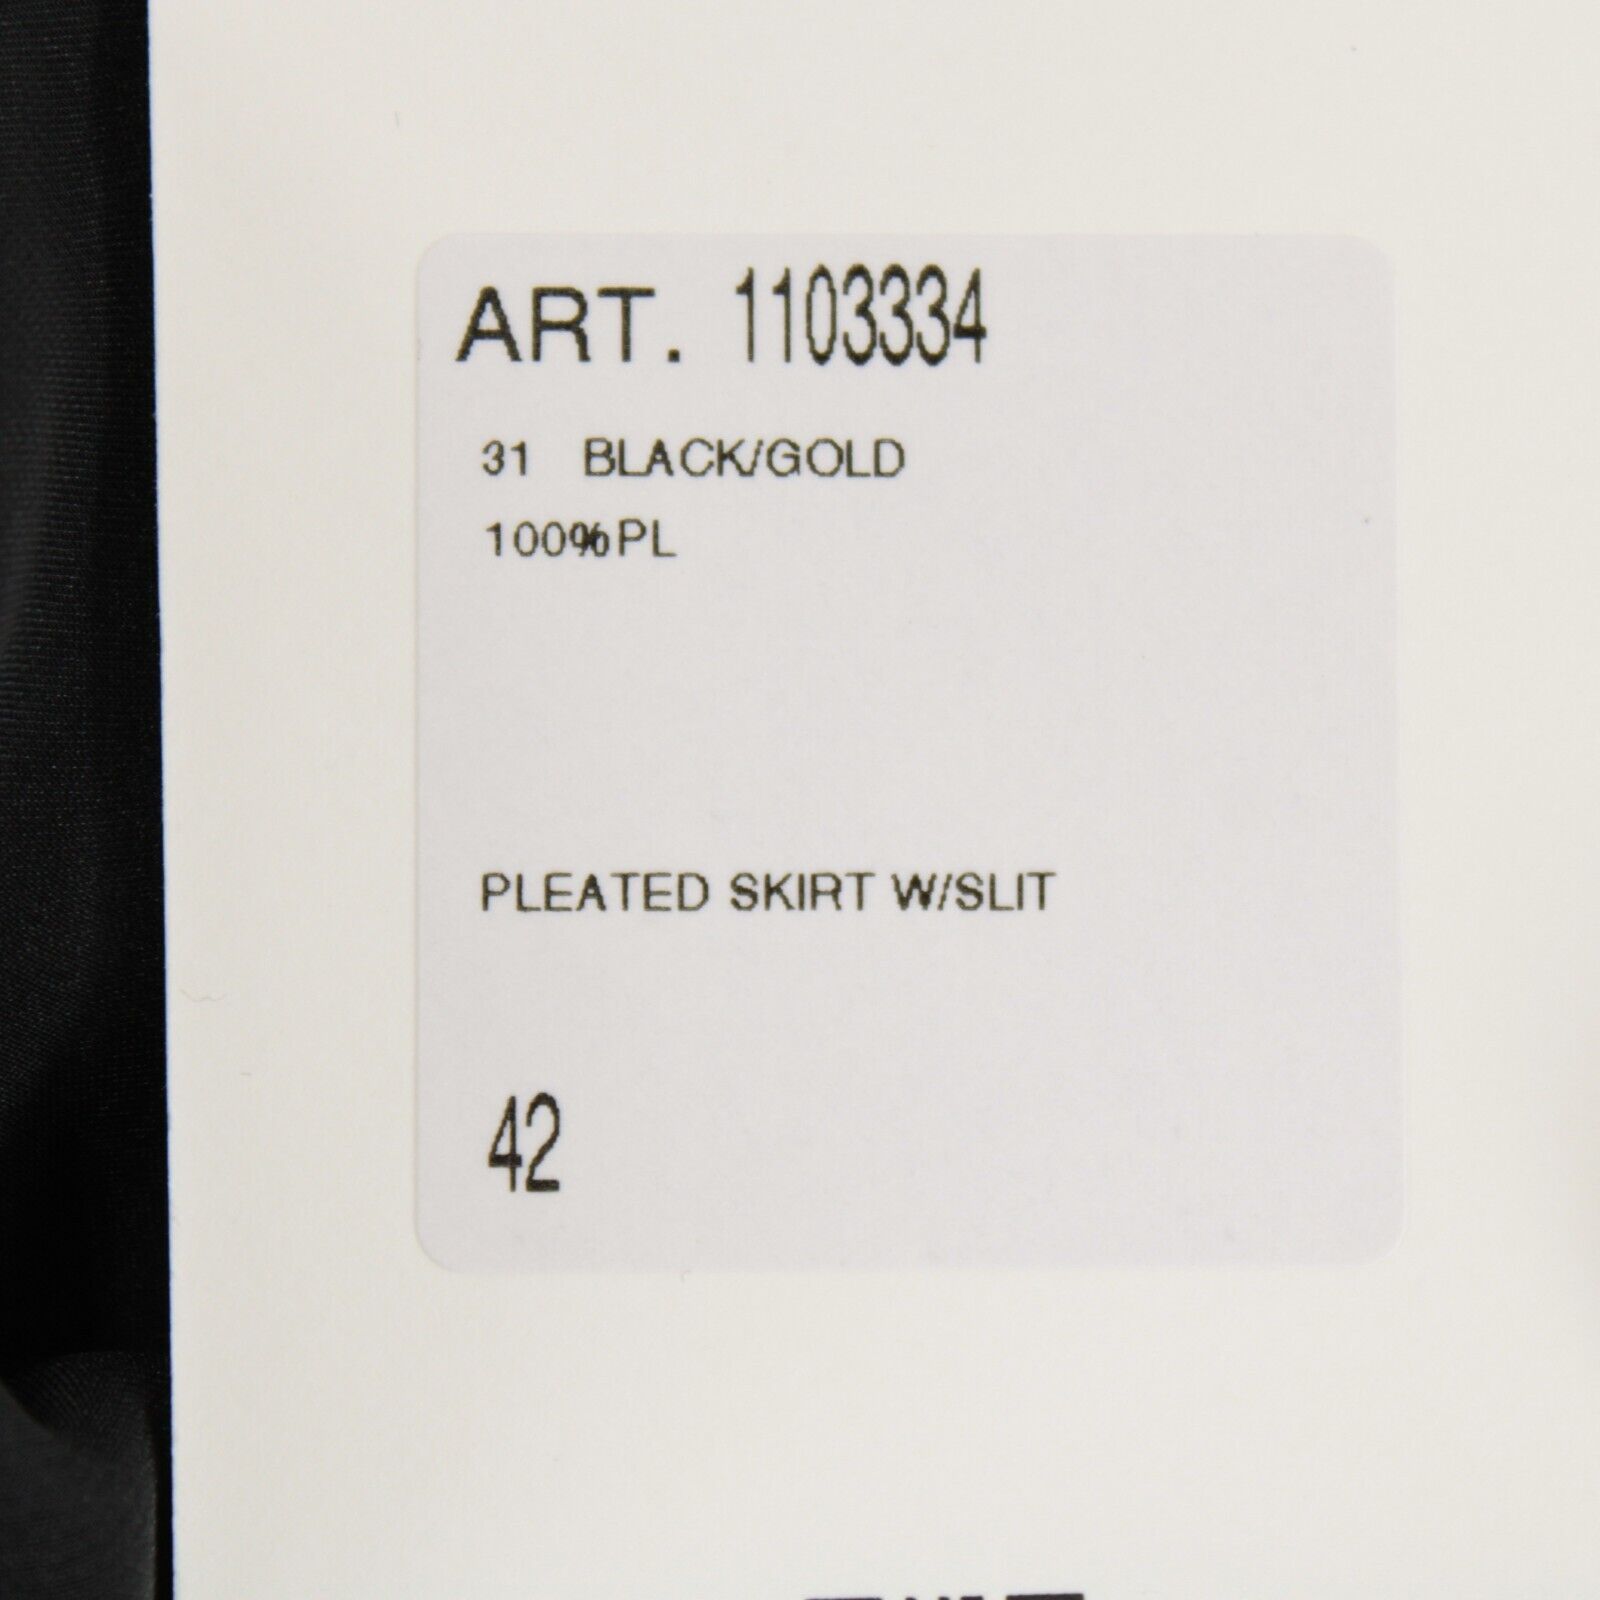 ART. 1103334
31 BLACK/GOLD
100%PL
PLEATED SKIRT W/SLIT
42